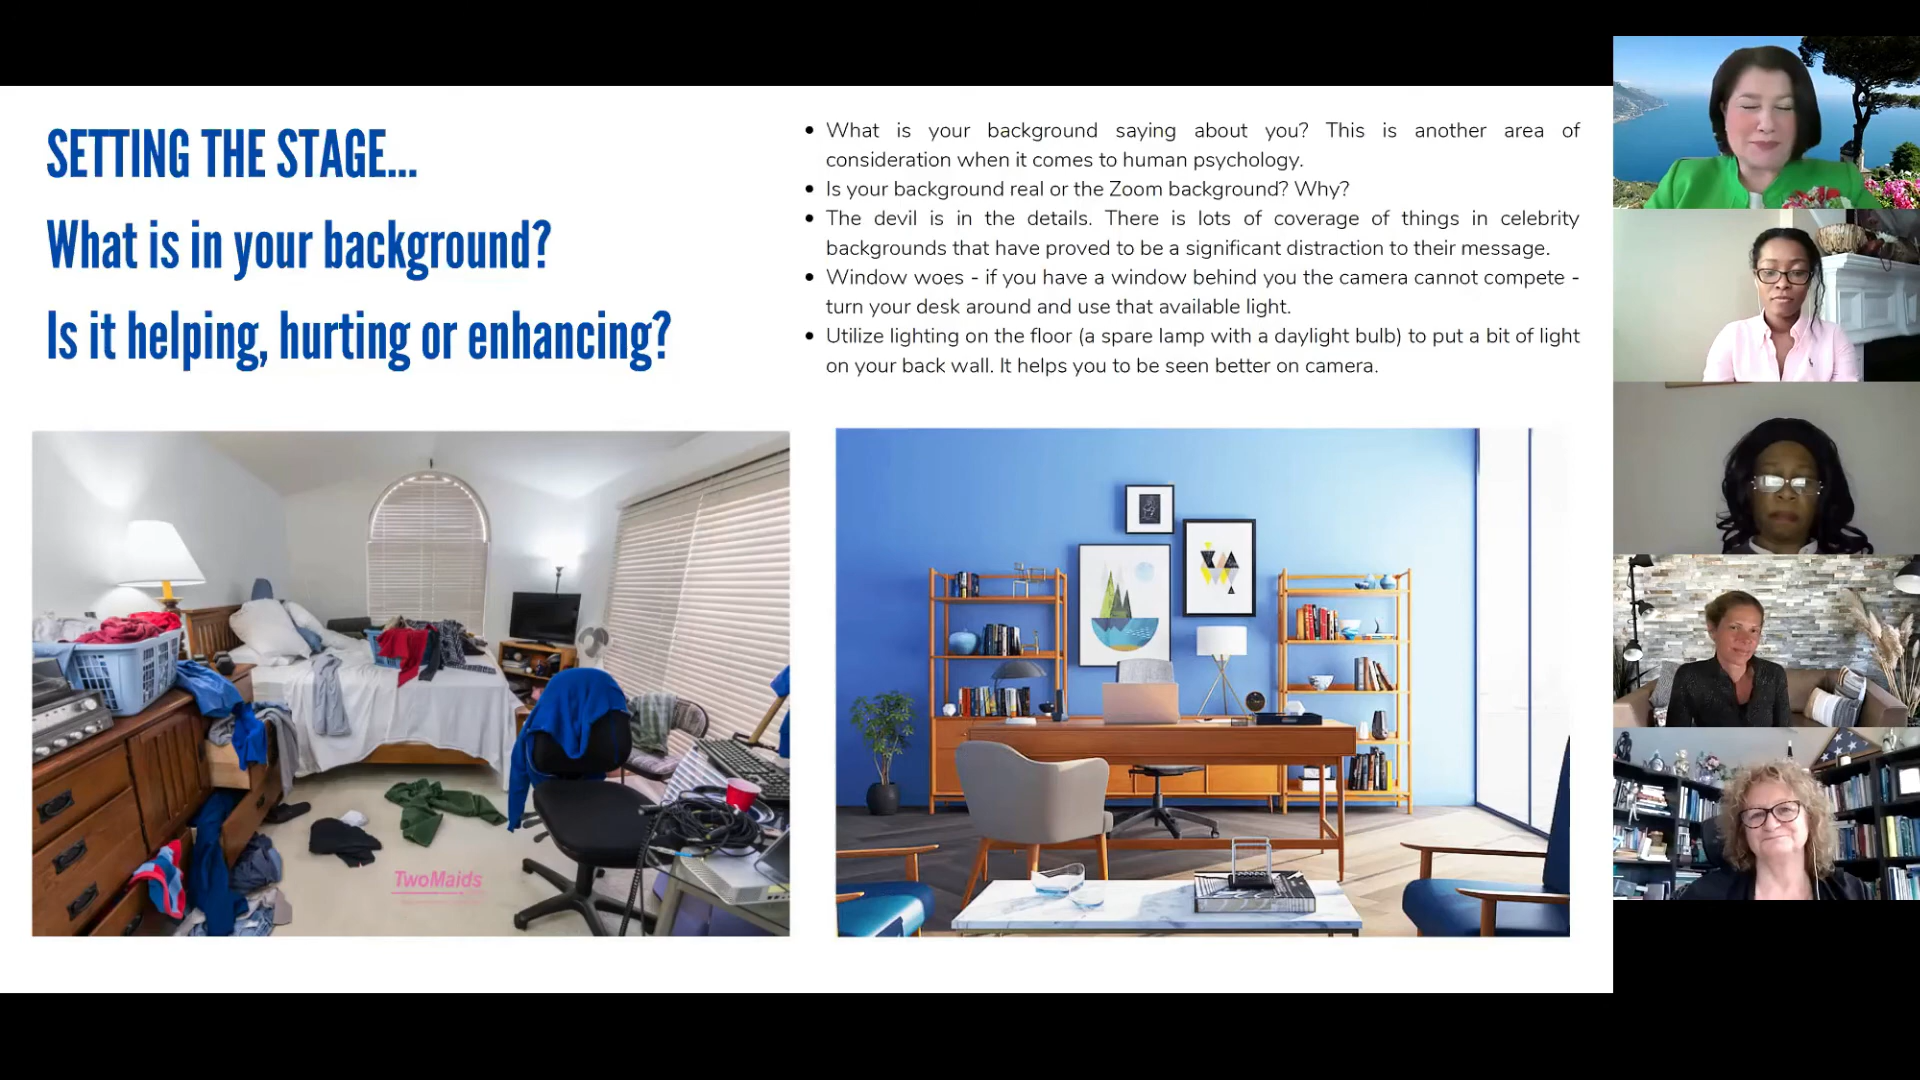 SETTING THE STAGE...
What is in your background?
Is it helping, hurting or enhancing?
• What is your background saying about you? This is another area of
consideration when it comes to human psychology.
• Is your background real or the Zoom background? Why?
• The devil is in the details. There is lots of coverage of things in celebrity
backgrounds that have proved to be a significant distraction to their message.
• Window woes - if you have a window behind you the camera cannot compete -
turn your desk around and use that available light.
• Utilize lighting on the floor (a spare lamp with a daylight bulb) to put a bit of light
on your back wall. It helps you to be seen better on camera.
TwoMaids